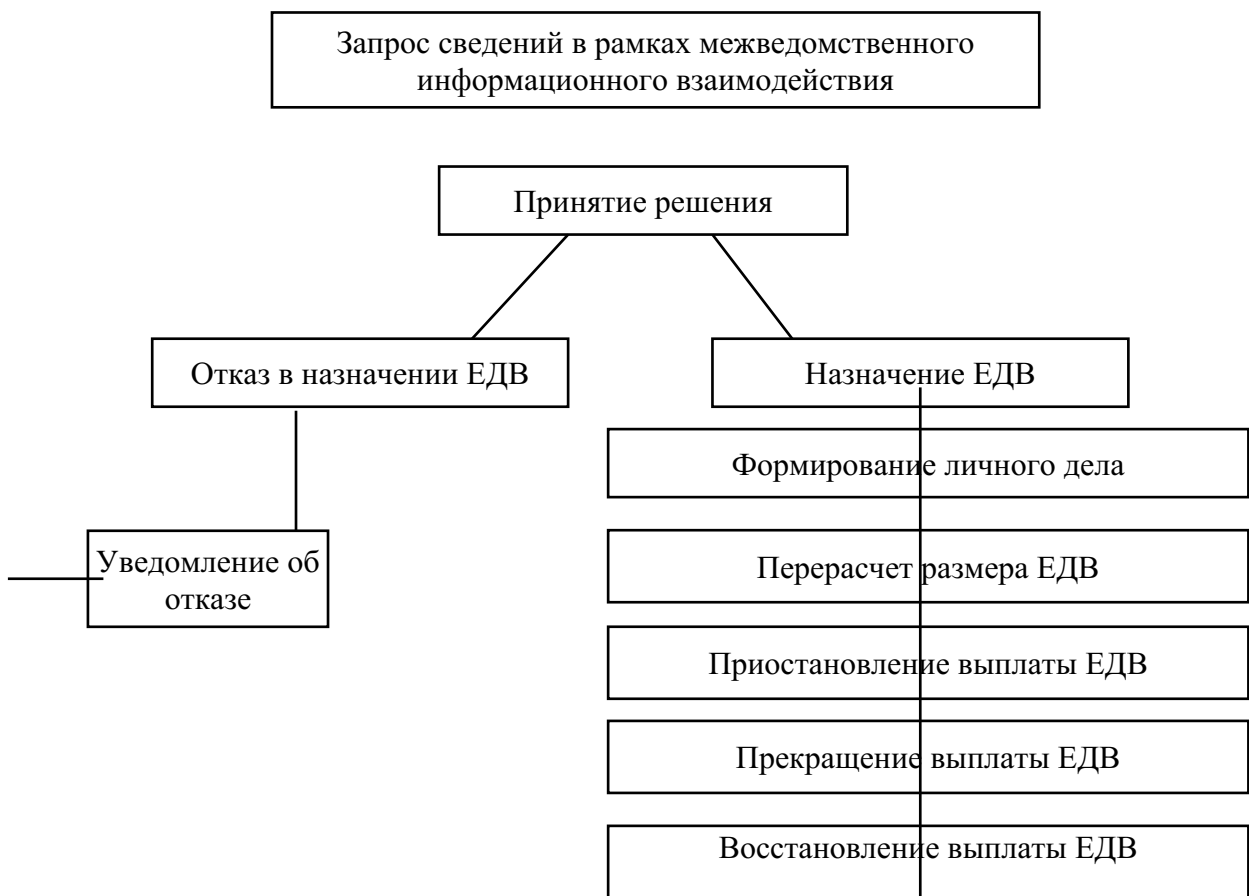 Запрос сведений в рамках межведомственного
информационного взаимодействия
Принятие решения
Отказ в назначении ЕДВ
Назначение ЕДВ
Формирование личного дела
Уведомление об
отказе
Перерасчет размера ЕДВ
Приостановление выплаты ЕДВ
Прекращение выплаты ЕДВ
Восстановление выплаты ЕДВ